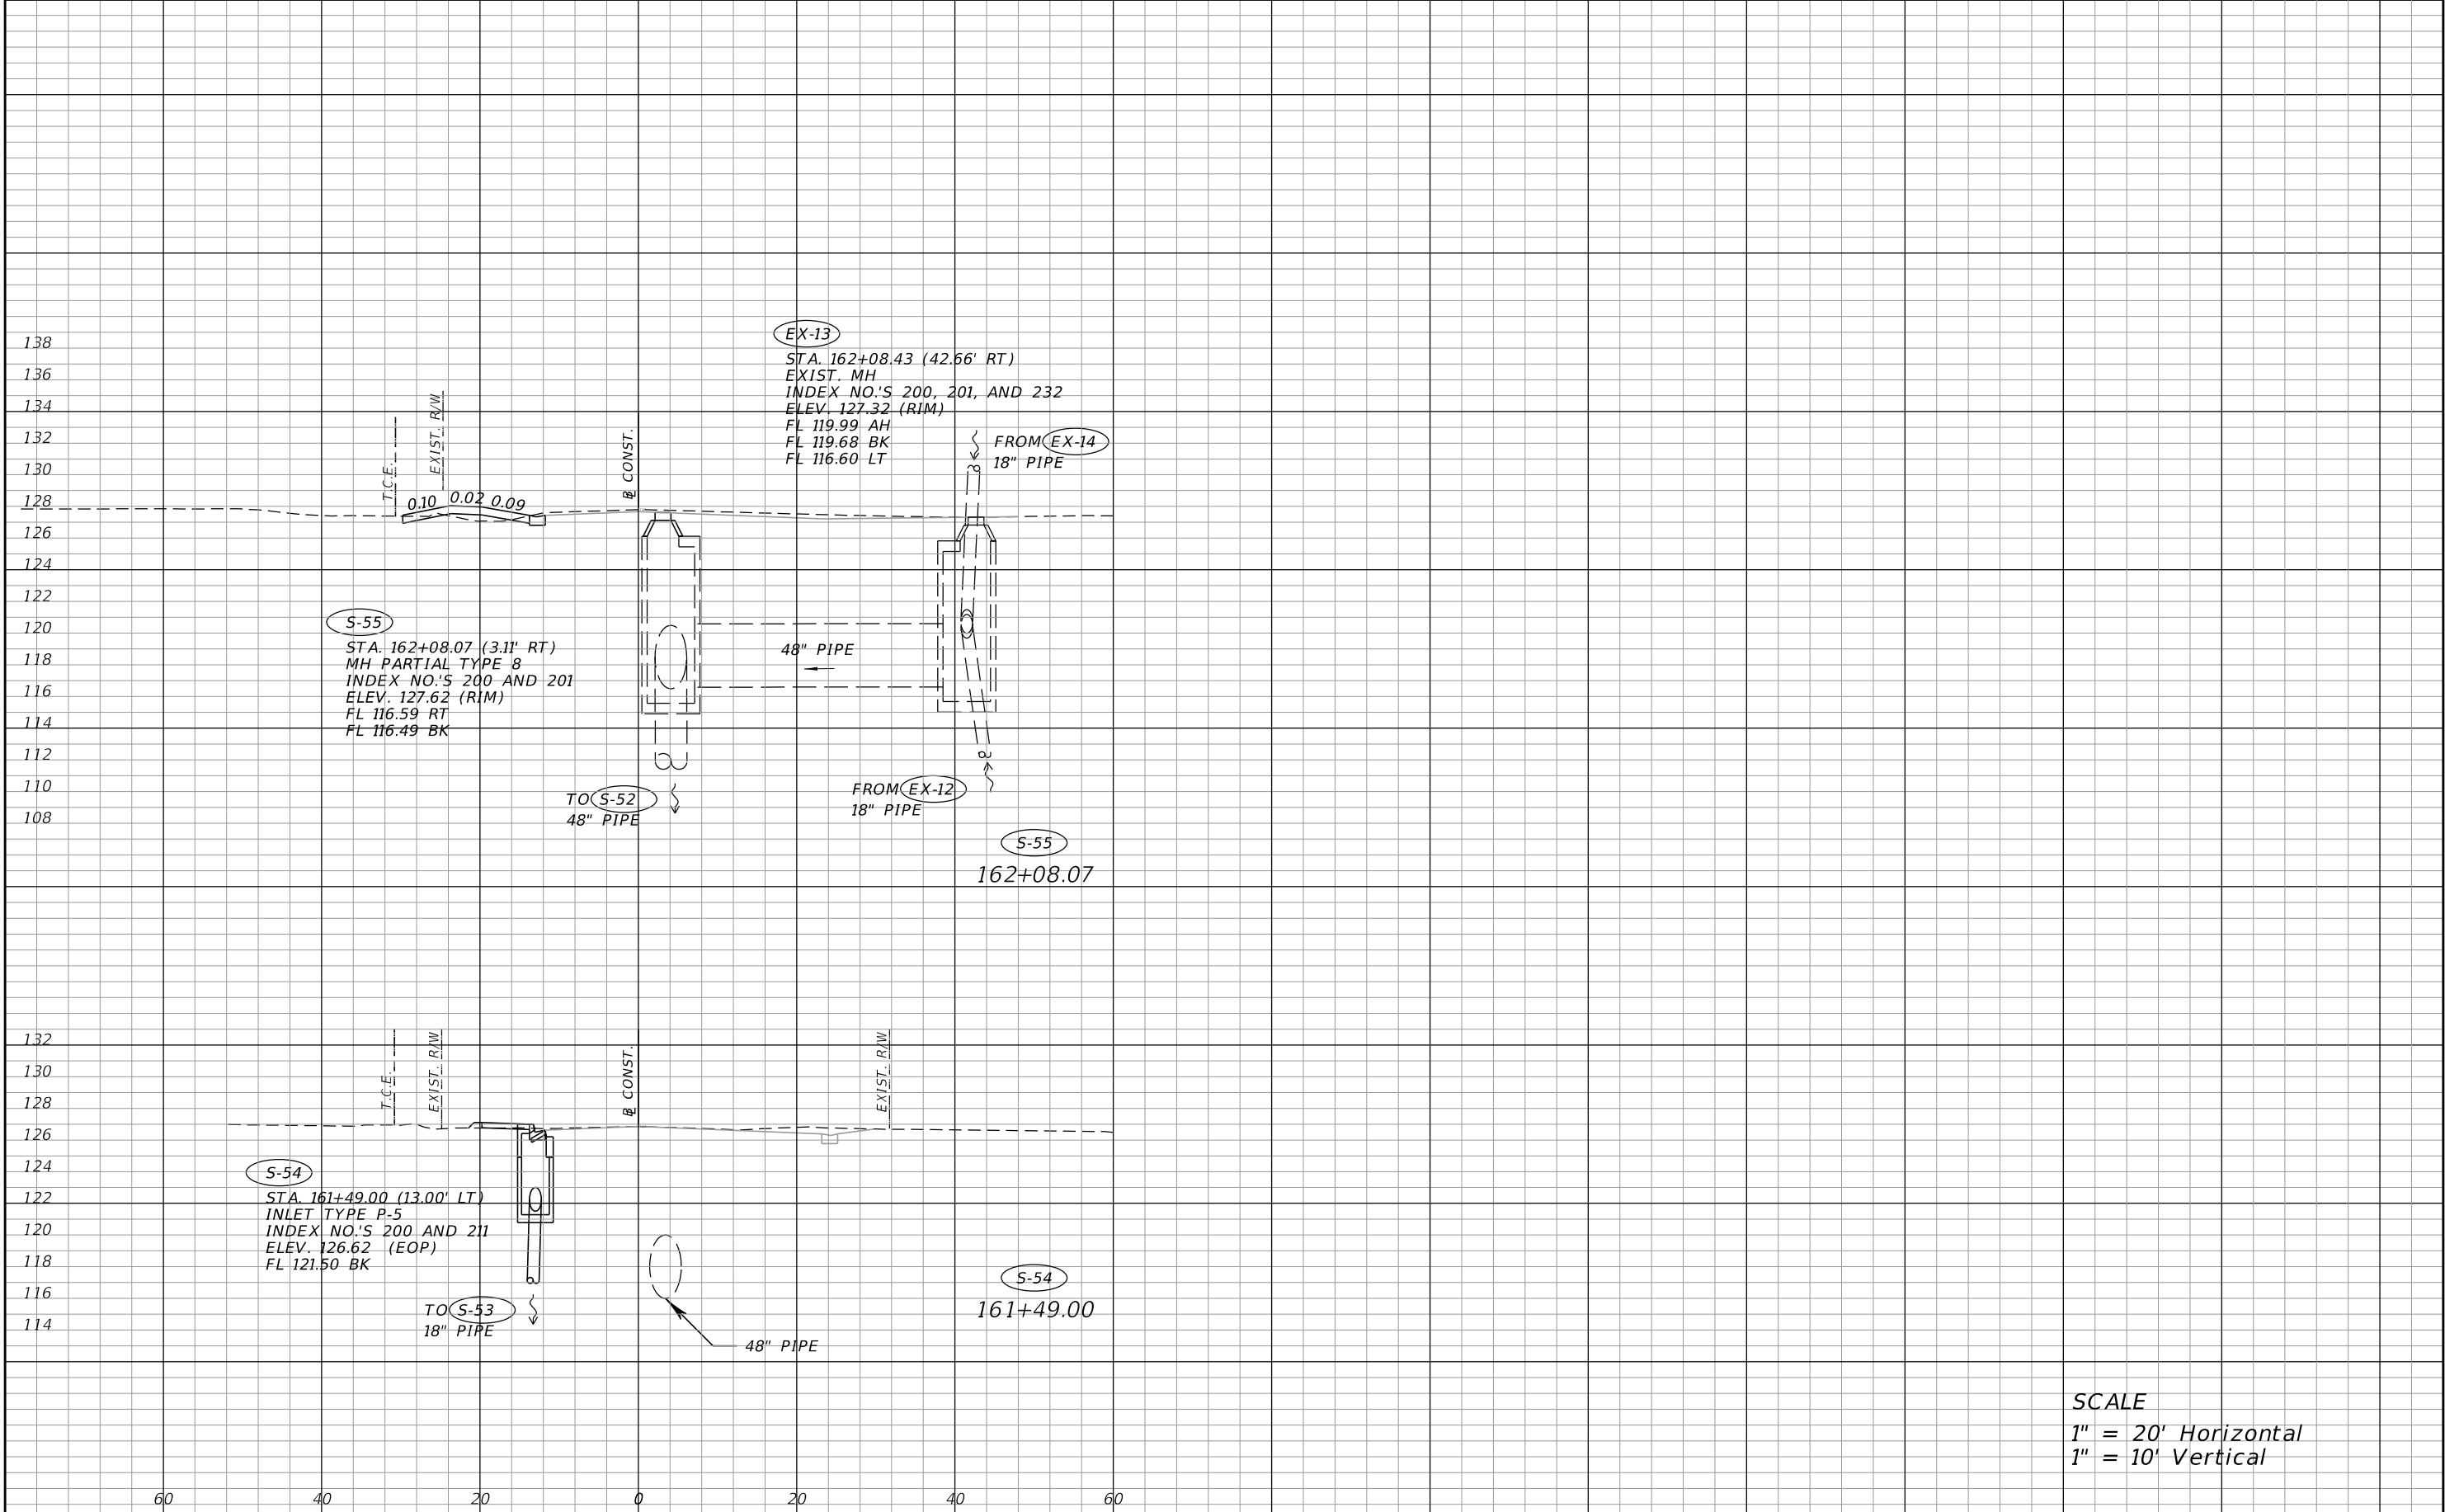 EX-13
STA. 162+08.43 (42.66' RT)
EXIST. MH
INDEX NO.'S 200, 201, AND 232
ELEV. 127.32 (RIM)
FL 119.99 AH
FL 119.68 BK
FL 116.60 LT
138
136
134
132
130
128
126
124
122
120
118
116
114
112
110
108
T.C.E.
EXIST. R/W
℄ CONST.
0.10 0.02 0.09
FROM EX-14
18" PIPE
S-55
STA. 162+08.07 (3.11' RT)
MH PARTIAL TYPE 8
INDEX NO.'S 200 AND 201
ELEV. 127.62 (RIM)
FL 116.59 RT
FL 116.49 BK
48" PIPE
TO S-52
48" PIPE
FROM EX-12
18" PIPE
S-55
162+08.07
132
130
128
126
124
122
120
118
116
114
T.C.E.
EXIST. R/W
℄ CONST.
EXIST. R/W
S-54
STA. 161+49.00 (13.00' LT)
INLET TYPE P-5
INDEX NO.'S 200 AND 211
ELEV. 126.62 (EOP)
FL 121.50 BK
TO S-53
18" PIPE
48" PIPE
S-54
161+49.00
SCALE
1" = 20' Horizontal
1" = 10' Vertical
60 40 20 0 20 40 60